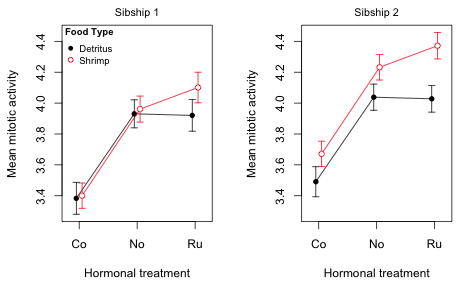 Sibship 1
Mean mitotic activity
4.4
4.2
4.0
3.8
3.6
3.4
Food Type
Detritus
Shrimp
Co No Ru
Hormonal treatment
Sibship 2
Mean mitotic activity
4.4
4.2
4.0
3.8
3.6
3.4
Co No Ru
Hormonal treatment